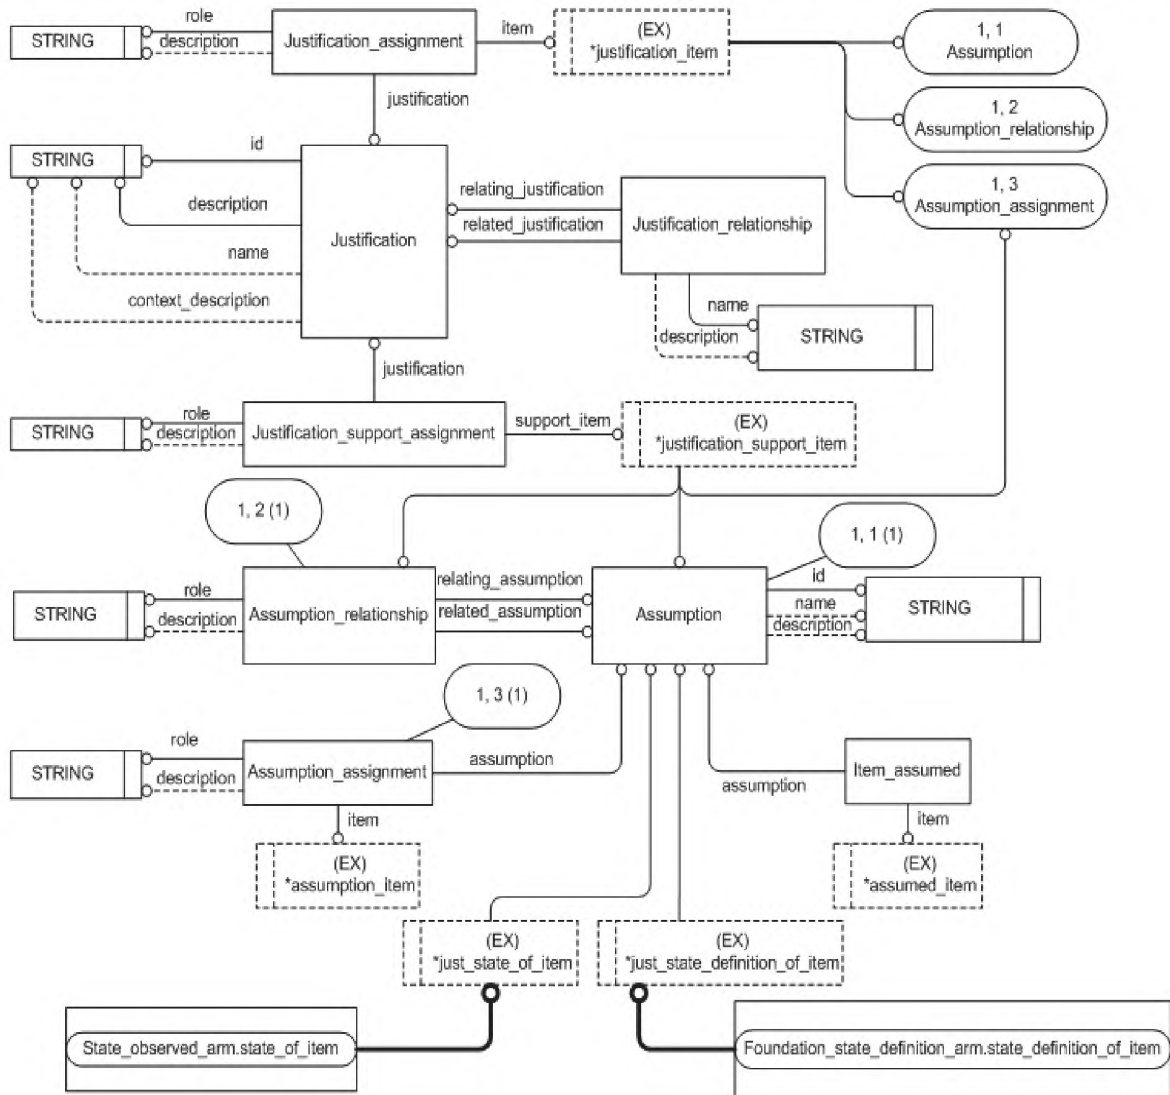 role
STRING
description
Justification_assignment
item
(EX)
*justification_item
1, 1
Assumption
justification
1, 2
Assumption_relationship
STRING
id
1, 3
Assumption_assignment
relating_justification
description
related_justification
Justification_relationship
Justification
name
context_description
name
description
STRING
justification
role
STRING
description
Justification_support_assignment
support_item
(EX)
*justification_support_item
1, 2 (1)
1, 1 (1)
role
STRING
description
Assumption_relationship
relating_assumption
related_assumption
Assumption
id
name
description
STRING
1, 3 (1)
role
STRING
description
Assumption_assignment
assumption
assumption
Item_assumed
item
(EX)
*assumption_item
item
(EX)
*assumed_item
(EX)
*just_state_of_item
(EX)
*just_state_definition_of_item
State_observed_arm.state_of_item
Foundation_state_definition_arm.state_definition_of_item